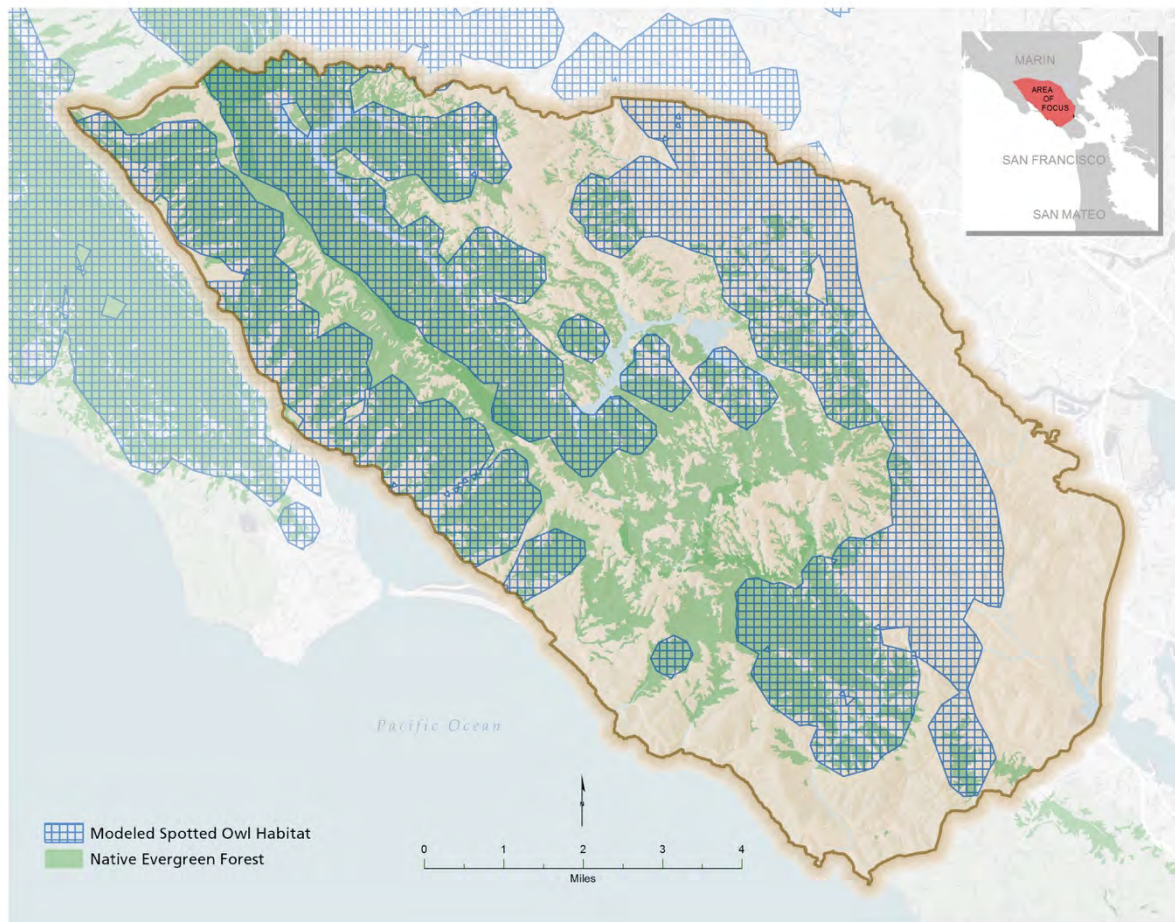 MARIN
AREA
OF
FOCUS
SAN FRANCISCO
SAN MATEO
Pacific Ocean
N
Modeled Spotted Owl Habitat
Native Evergreen Forest
0 1 2 3 4
Miles